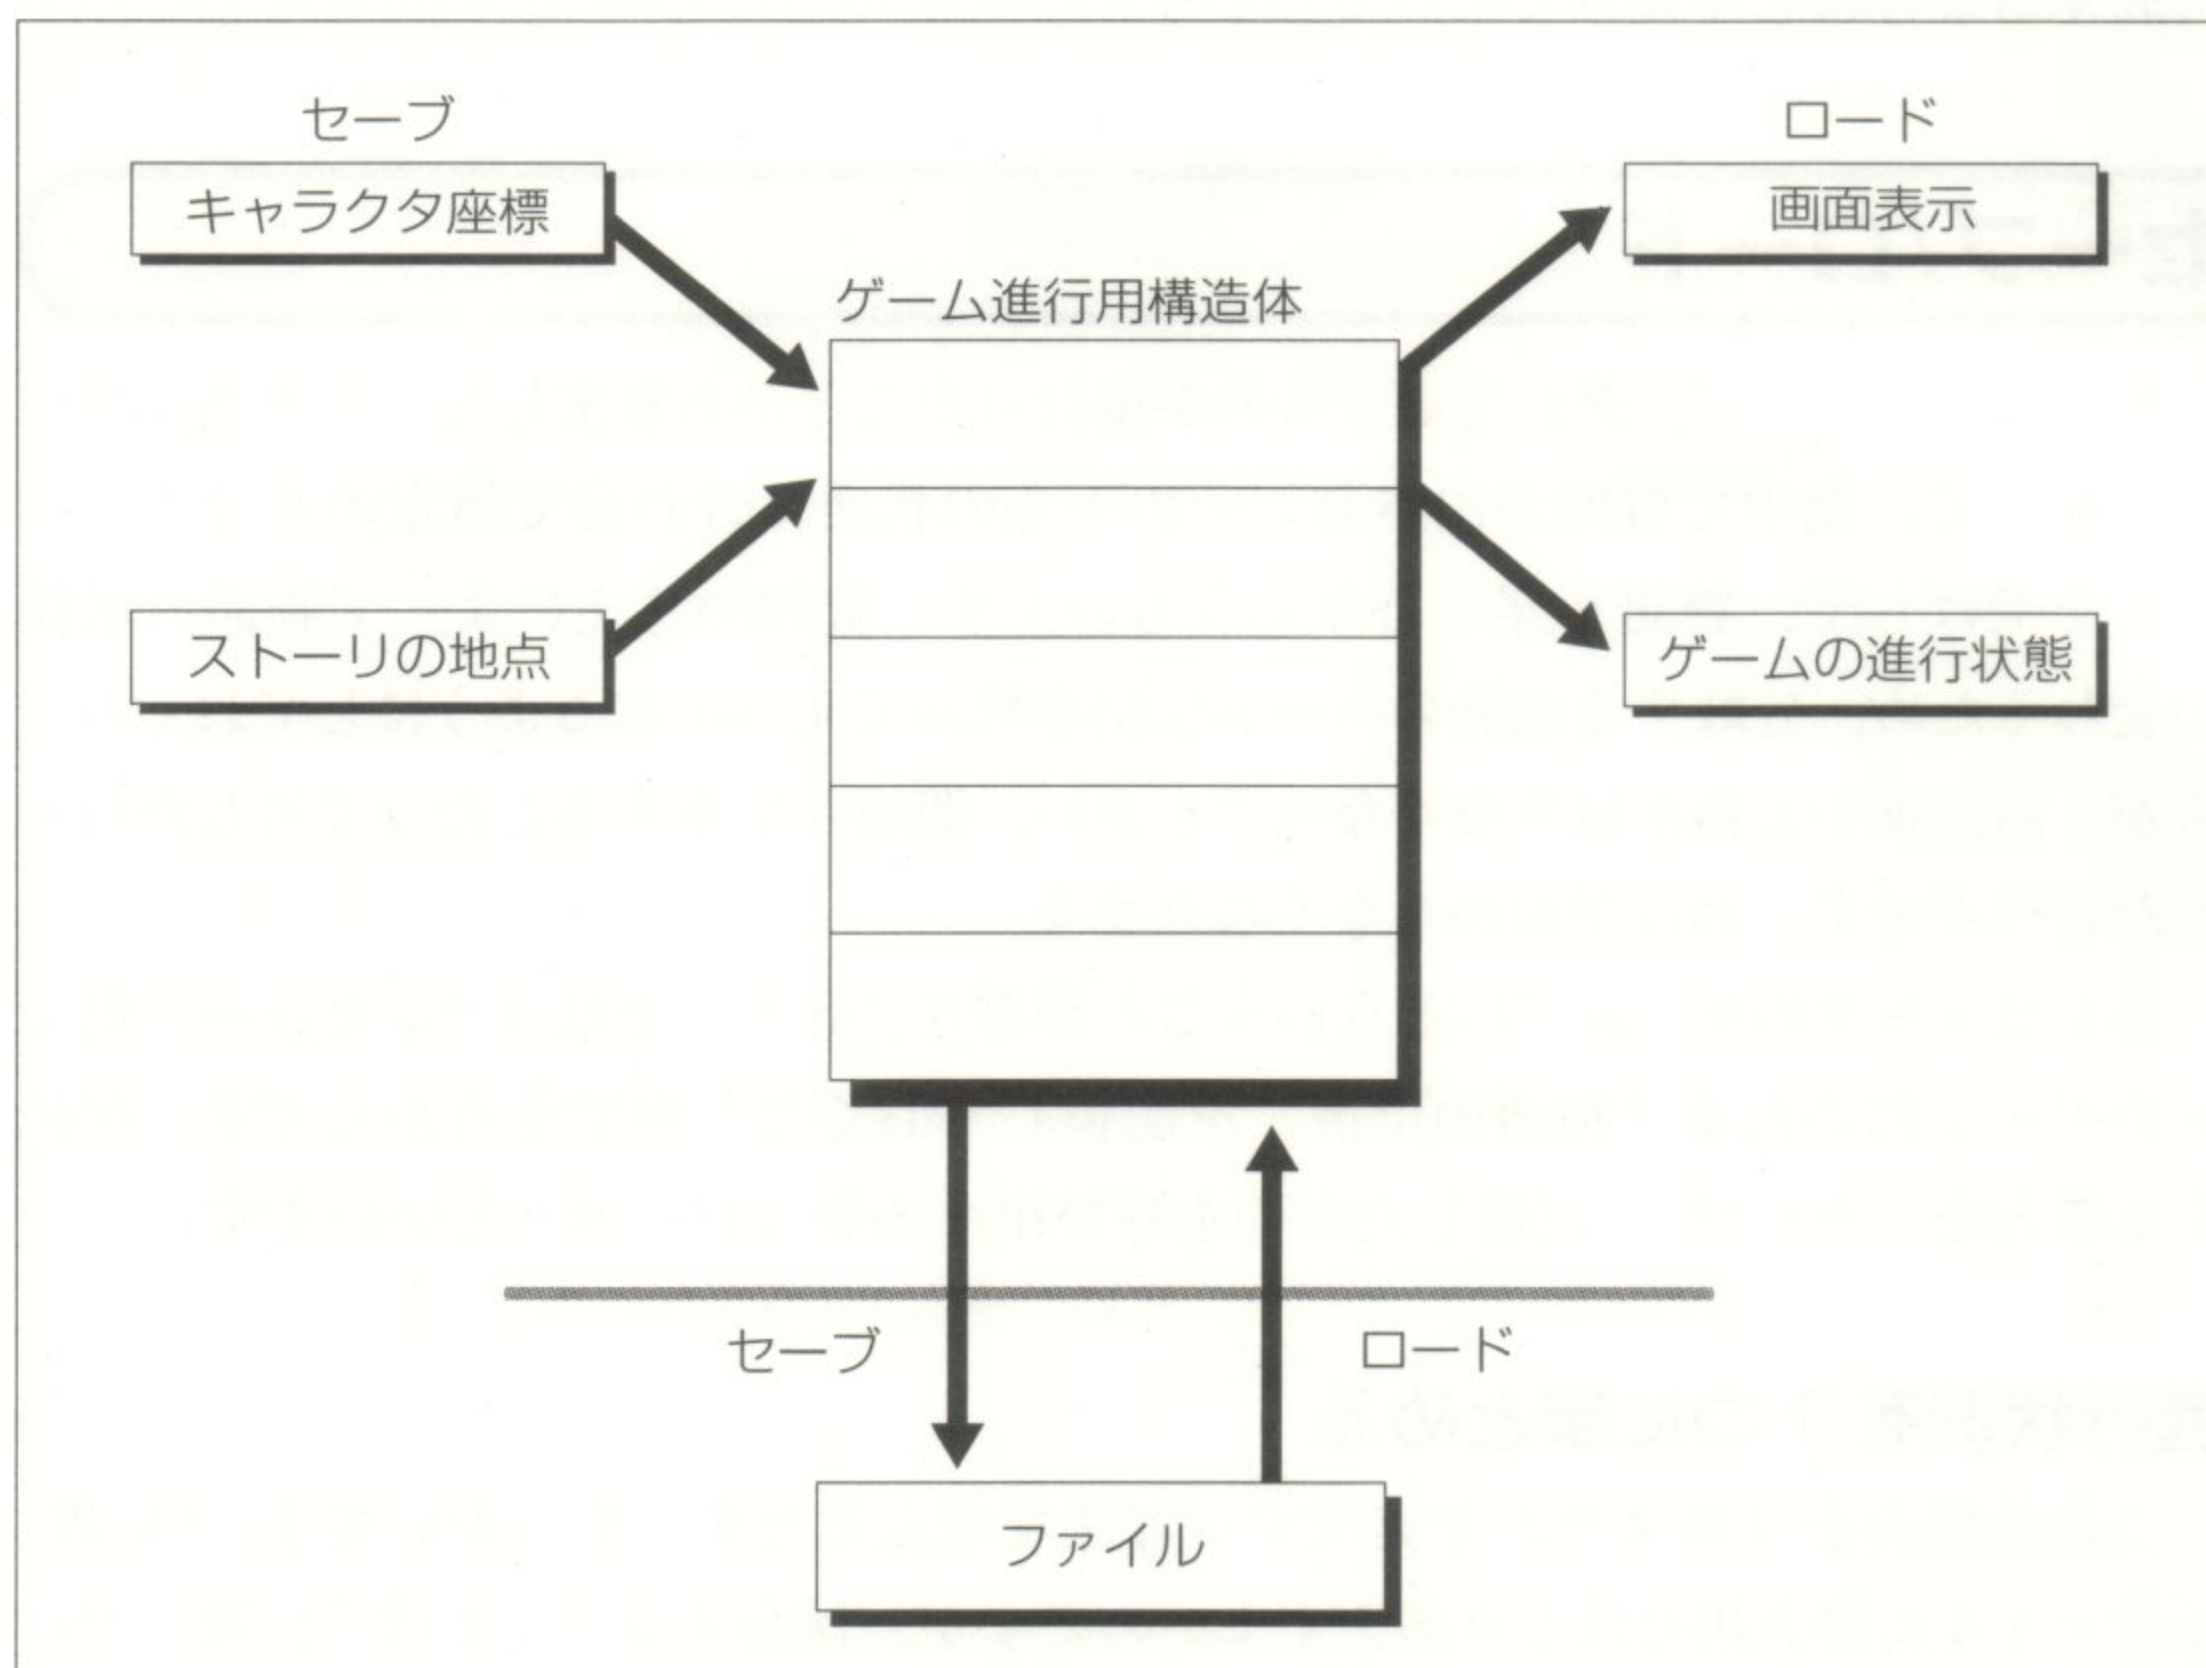 セーブ
キャラクタ座標
ロード
画面表示
ゲーム進行用構造体
ストーリの地点
ゲームの進行状態
セーブ
ロード
ファイル